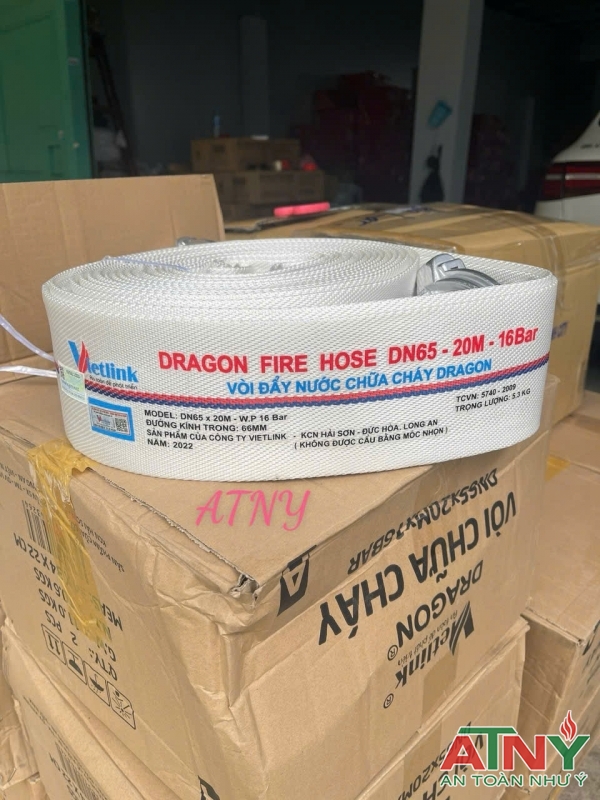 Vietlink
DRAGON FIRE HOSE DN65 - 20M - 16Bar
VÒI ĐẨY NƯỚC CHỮA CHÁY DRAGON
MODEL: DN65 x 20M - W.P 16 Bar
ĐƯỜNG KÍNH TRONG: 66MM
SẢN PHẨM CỦA CÔNG TY VIETLINK - KCN HẢI SƠN - ĐỨC HÒA. LONG AN
NĂM: 2022
( KHÔNG ĐƯỢC CẨU BẰNG MÓC NHỌN )
TCVN: 5740 - 2009
TRỌNG LƯỢNG: 5.3 KG
ATNY
DN65x20Mx16BAR
VÒI CHỮA CHÁY
DRAGON®
Vietlink®
ATNY
AN TOÀN NHƯ Ý